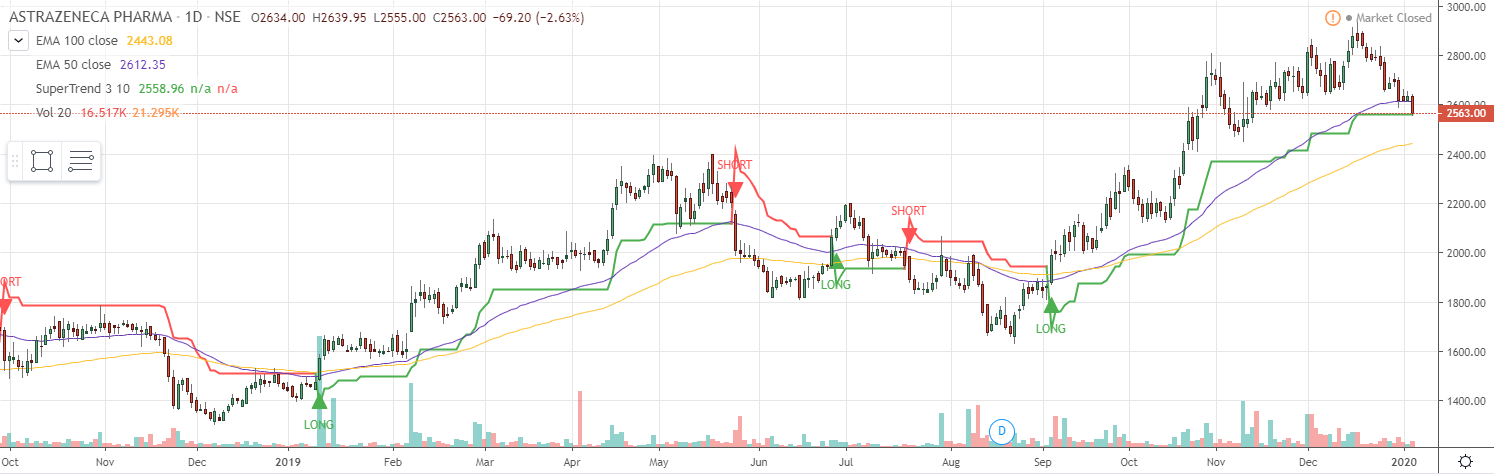 ASTRAZENECA PHARMA · 1D · NSE O2634.00 H2639.95 L2555.00 C2563.00 −69.20 (−2.63%)
Market Closed
3000.00
EMA 100 close 2443.08
2800.00
EMA 50 close 2612.35
SuperTrend 3 10 2558.96 n/a n/a
2600.00
Vol 20 16.517K 21.295K
2563.00
2400.00
SHORT
2200.00
SHORT
2000.00
ORT
LONG
1800.00
LONG
1600.00
1400.00
LONG
D
Oct Nov Dec 2019 Feb Mar Apr May Jun Jul Aug Sep Oct Nov Dec 2020